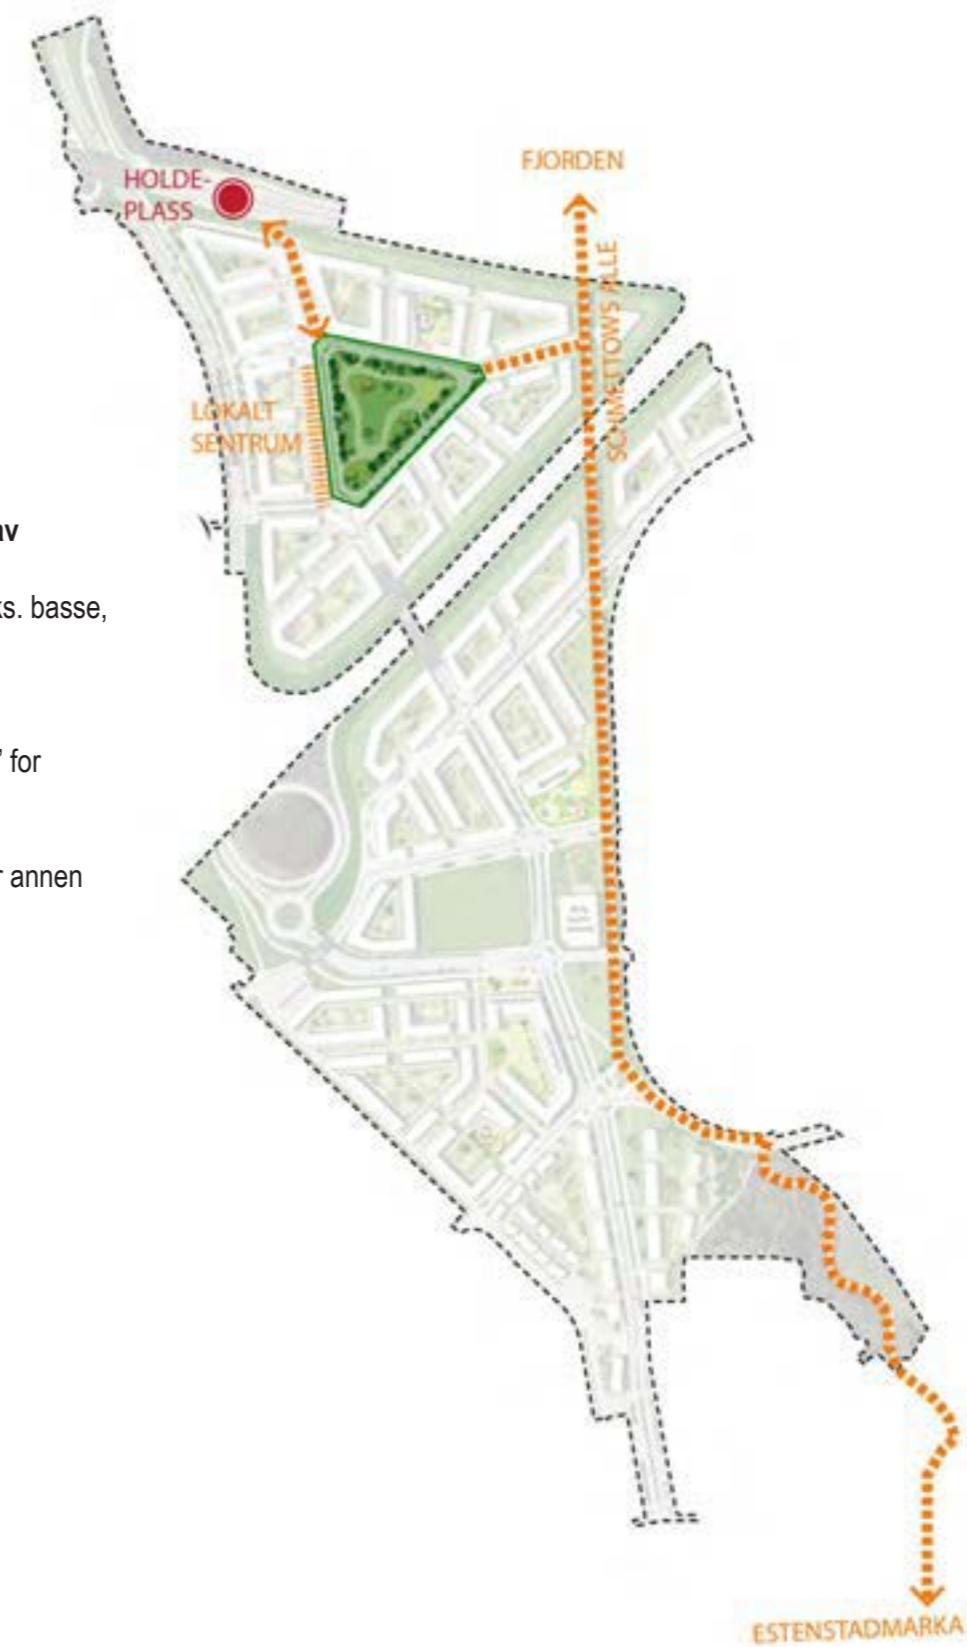 FJORDEN
HOLDE-
PLASS
SCHMETTOWS ALLE
LOKALT
SENTRUM
av
ks. basse,
" for
r annen
ESTENSTADMARKA